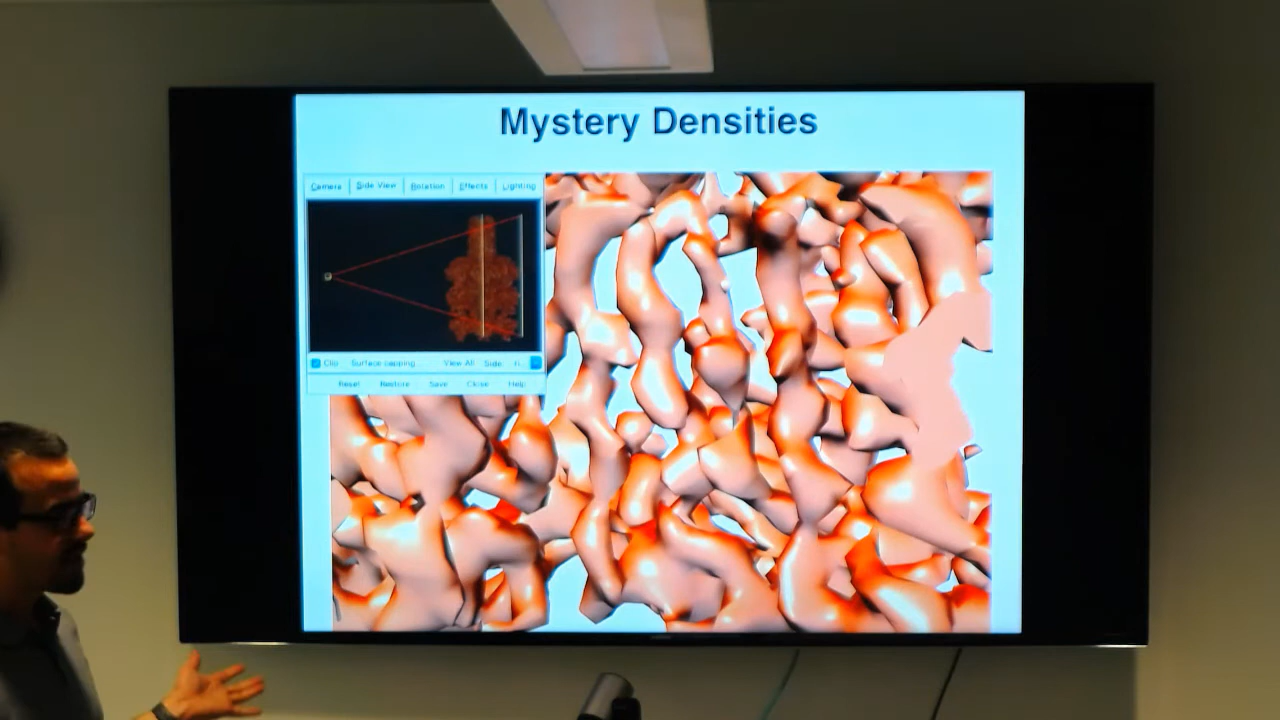 Mystery Densities
Camera Side View Rotation Effects Lighting
Clip Surface capping View All Side:
Reset Restore Save Close Help